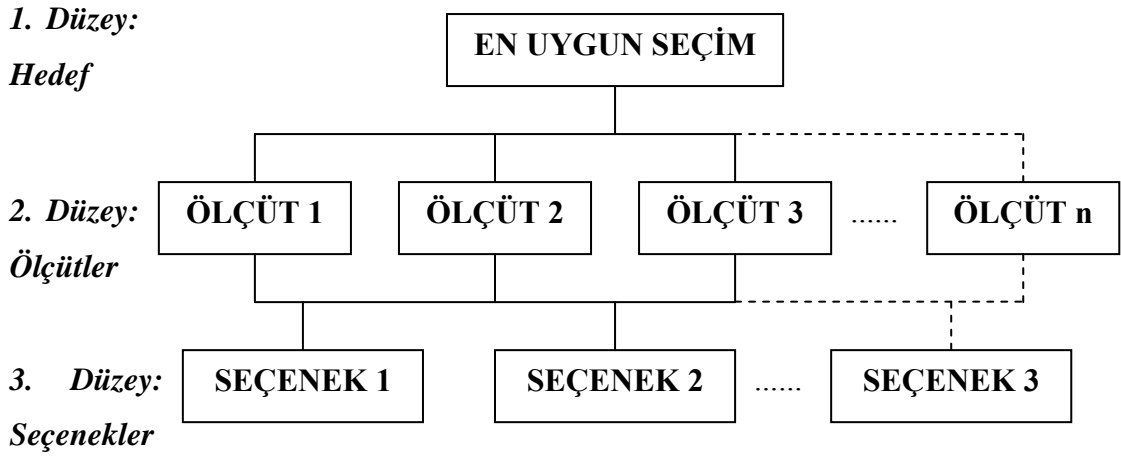 1. Düzey:
Hedef
EN UYGUN SEÇİM
2. Düzey:
Ölçütler
ÖLÇÜT 1 ÖLÇÜT 2 ÖLÇÜT 3 ...... ÖLÇÜT n
3. Düzey:
Seçenekler
SEÇENEK 1 SEÇENEK 2 ...... SEÇENEK 3